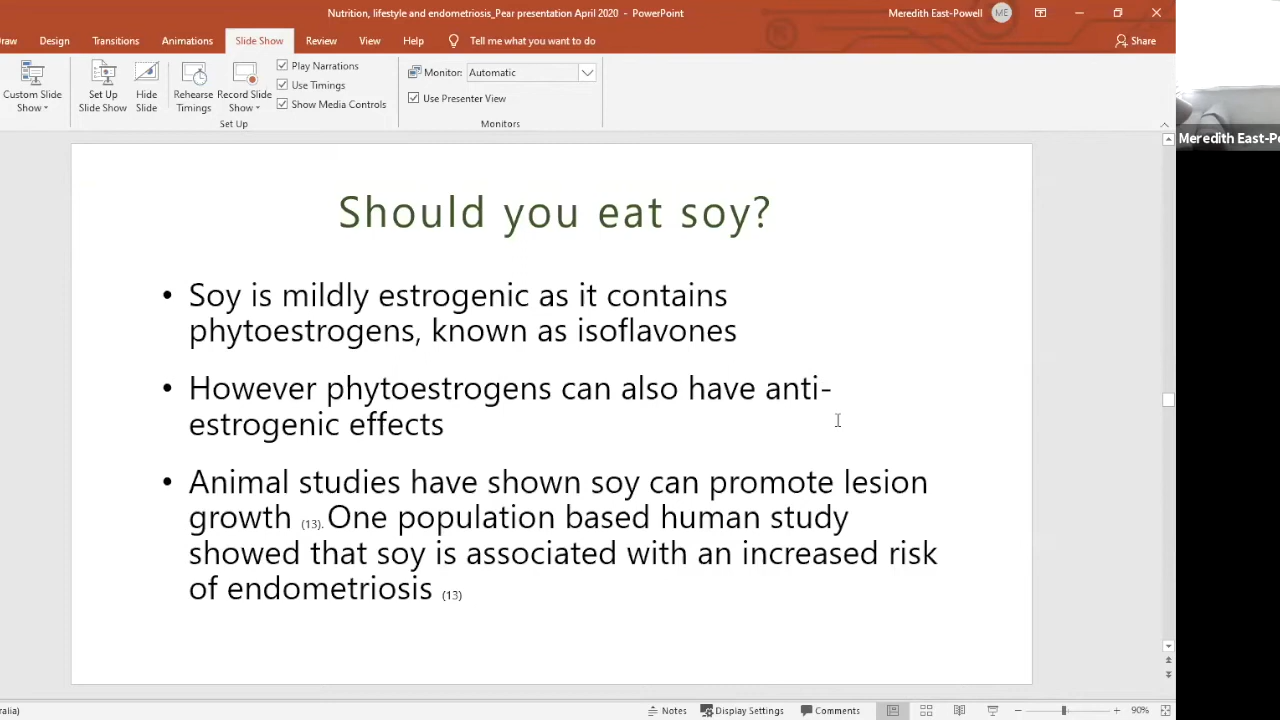 Nutrition, lifestyle and endometriosis_Pear presentation April 2020 - PowerPoint
Meredith East-Powell ME
raw Design Transitions Animations Slide Show Review View Help Tell me what you want to do Share
Custom Slide
Show
Set Up
Slide Show
Hide
Slide
Rehearse
Timings
Record Slide
Show
Play Narrations
Use Timings
Show Media Controls
Set Up
Monitor: Automatic
Use Presenter View
Monitors
Meredith East-Po
Should you eat soy?
• Soy is mildly estrogenic as it contains
phytoestrogens, known as isoflavones
• However phytoestrogens can also have anti-
estrogenic effects
• Animal studies have shown soy can promote lesion
growth (13). One population based human study
showed that soy is associated with an increased risk
of endometriosis (13)
ralia) Notes Display Settings Comments 90%